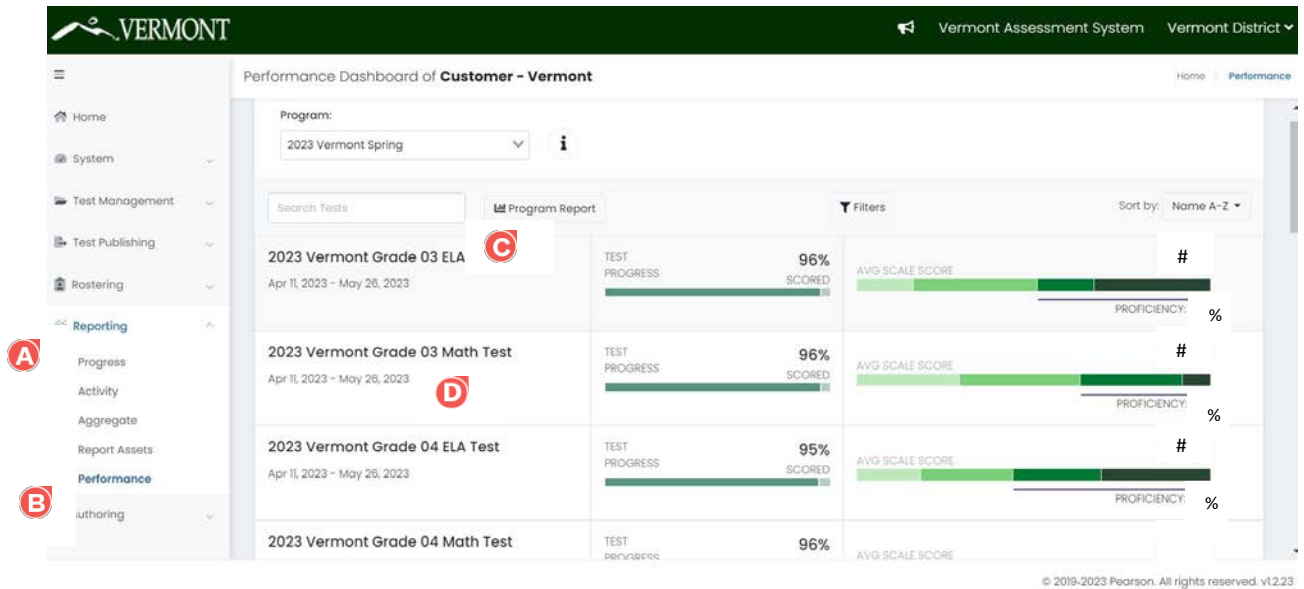 VERMONT
Vermont Assessment System
Vermont District
Performance Dashboard of Customer - Vermont
Home
Performance
Home
System
Test Management
Test Publishing
Rostering
Reporting
A
Progress
Activity
Aggregate
Report Assets
Performance
B
uthoring
Program:
2023 Vermont Spring
i
Search Tests
Program Report
Filters
Sort by:
Name A-Z
C
2023 Vermont Grade 03 ELA
Apr 11, 2023 - May 26, 2023
TEST
PROGRESS
96%
SCORED
AVG SCALE SCORE
#
PROFICIENCY:
%
2023 Vermont Grade 03 Math Test
Apr 11, 2023 - May 26, 2023
D
TEST
PROGRESS
96%
SCORED
AVG SCALE SCORE
#
PROFICIENCY:
%
2023 Vermont Grade 04 ELA Test
Apr 11, 2023 - May 26, 2023
TEST
PROGRESS
95%
SCORED
AVG SCALE SCORE
#
PROFICIENCY:
%
2023 Vermont Grade 04 Math Test
TEST
PROGRESS
96%
AVG SCALE SCORE
© 2019-2023 Pearson. All rights reserved. v1.2.23